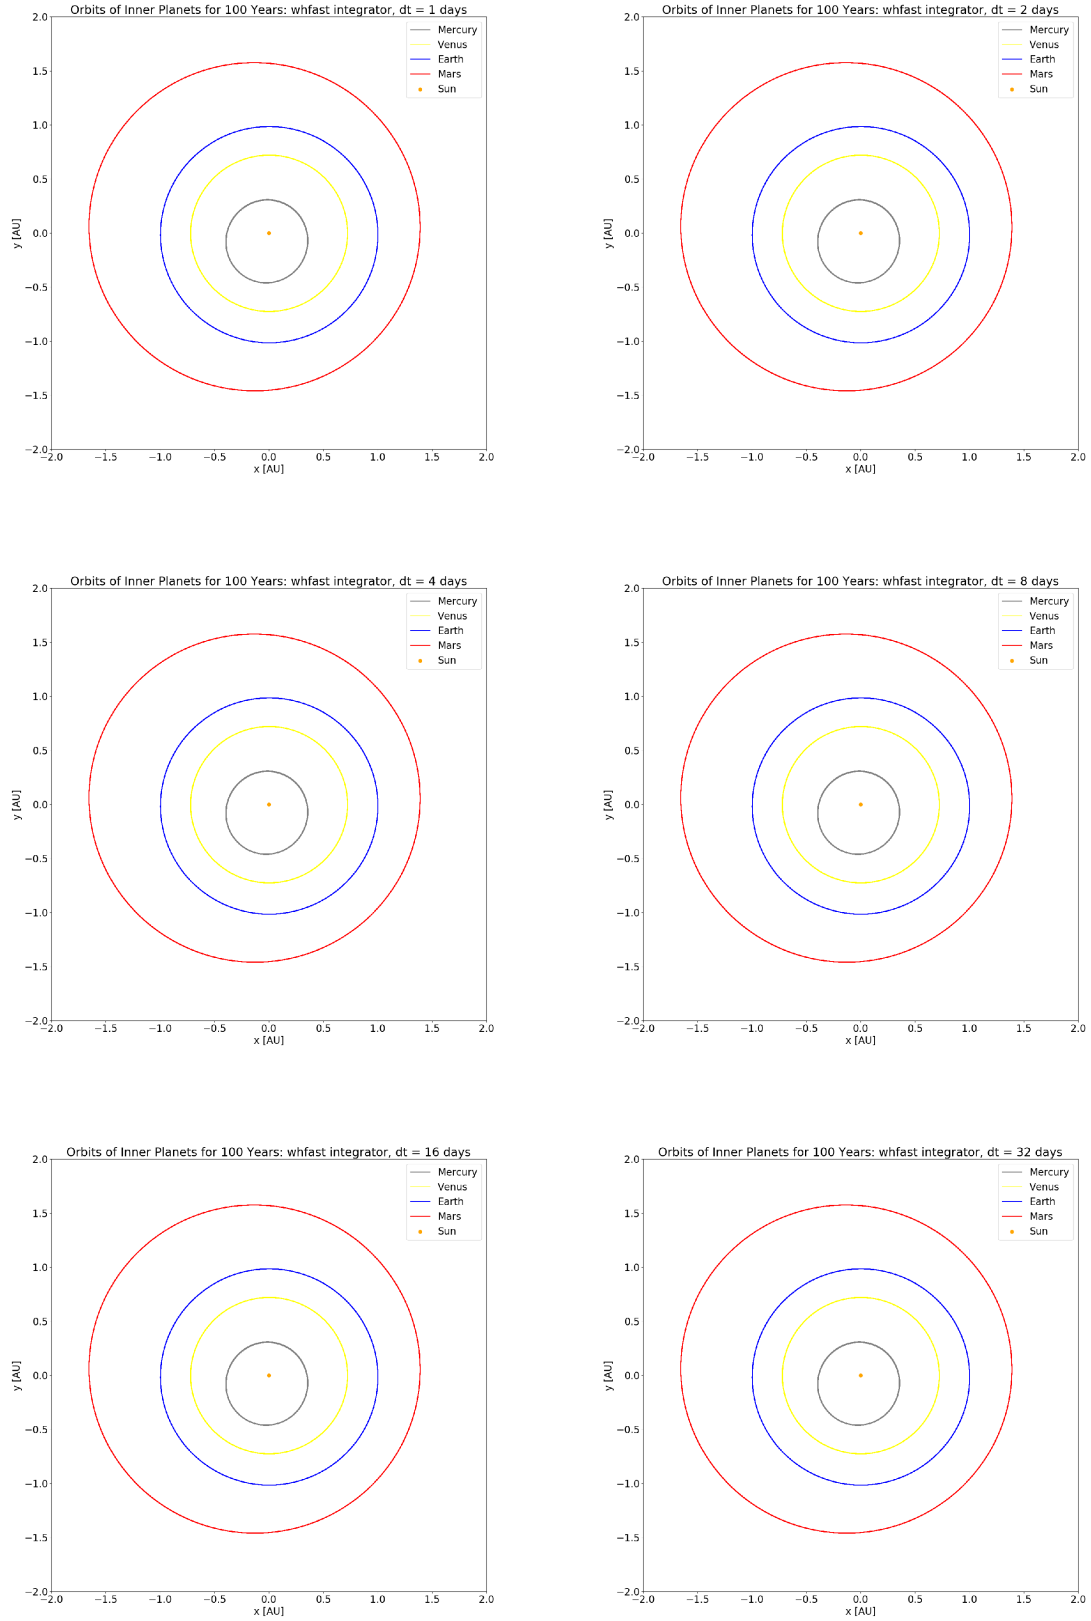 Orbits of Inner Planets for 100 Years: whfast integrator, dt = 1 days
Mercury
Venus
Earth
Mars
Sun
2.0
1.5
1.0
0.5
0.0
−0.5
−1.0
−1.5
−2.0
y [AU]
−2.0 −1.5 −1.0 −0.5 0.0 0.5 1.0 1.5 2.0
x [AU]
Orbits of Inner Planets for 100 Years: whfast integrator, dt = 2 days
Mercury
Venus
Earth
Mars
Sun
2.0
1.5
1.0
0.5
0.0
−0.5
−1.0
−1.5
−2.0
y [AU]
−2.0 −1.5 −1.0 −0.5 0.0 0.5 1.0 1.5 2.0
x [AU]
Orbits of Inner Planets for 100 Years: whfast integrator, dt = 4 days
Mercury
Venus
Earth
Mars
Sun
2.0
1.5
1.0
0.5
0.0
−0.5
−1.0
−1.5
−2.0
y [AU]
−2.0 −1.5 −1.0 −0.5 0.0 0.5 1.0 1.5 2.0
x [AU]
Orbits of Inner Planets for 100 Years: whfast integrator, dt = 8 days
Mercury
Venus
Earth
Mars
Sun
2.0
1.5
1.0
0.5
0.0
−0.5
−1.0
−1.5
−2.0
y [AU]
−2.0 −1.5 −1.0 −0.5 0.0 0.5 1.0 1.5 2.0
x [AU]
Orbits of Inner Planets for 100 Years: whfast integrator, dt = 16 days
Mercury
Venus
Earth
Mars
Sun
2.0
1.5
1.0
0.5
0.0
−0.5
−1.0
−1.5
−2.0
y [AU]
−2.0 −1.5 −1.0 −0.5 0.0 0.5 1.0 1.5 2.0
x [AU]
Orbits of Inner Planets for 100 Years: whfast integrator, dt = 32 days
Mercury
Venus
Earth
Mars
Sun
2.0
1.5
1.0
0.5
0.0
−0.5
−1.0
−1.5
−2.0
y [AU]
−2.0 −1.5 −1.0 −0.5 0.0 0.5 1.0 1.5 2.0
x [AU]